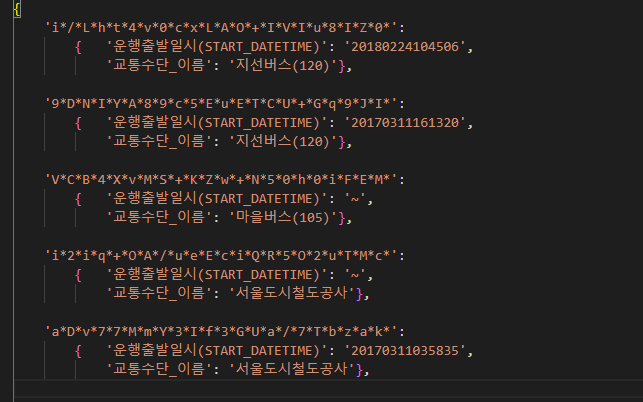 {
'i*/*L*h*t*4*v*0*c*x*L*A*O*+*I*V*I*u*8*I*Z*0*':
{ '운행출발일시(START_DATETIME)': '20180224104506',
'교통수단_이름': '지선버스(120)'},
'9*D*N*I*Y*A*8*9*c*5*E*u*E*T*C*U*+*G*q*9*J*I*':
{ '운행출발일시(START_DATETIME)': '20170311161320',
'교통수단_이름': '지선버스(120)'},
'V*C*B*4*X*v*M*S*+*K*Z*w*+*N*5*0*h*0*i*F*E*M*':
{ '운행출발일시(START_DATETIME)': '~',
'교통수단_이름': '마을버스(105)'},
'i*2*i*q*+*O*A*/*u*e*E*c*i*Q*R*5*O*2*u*T*M*c*':
{ '운행출발일시(START_DATETIME)': '~',
'교통수단_이름': '서울도시철도공사'},
'a*D*v*7*7*M*m*Y*3*I*f*3*G*U*a*/*7*T*b*z*a*k*':
{ '운행출발일시(START_DATETIME)': '20170311035835',
'교통수단_이름': '서울도시철도공사'},